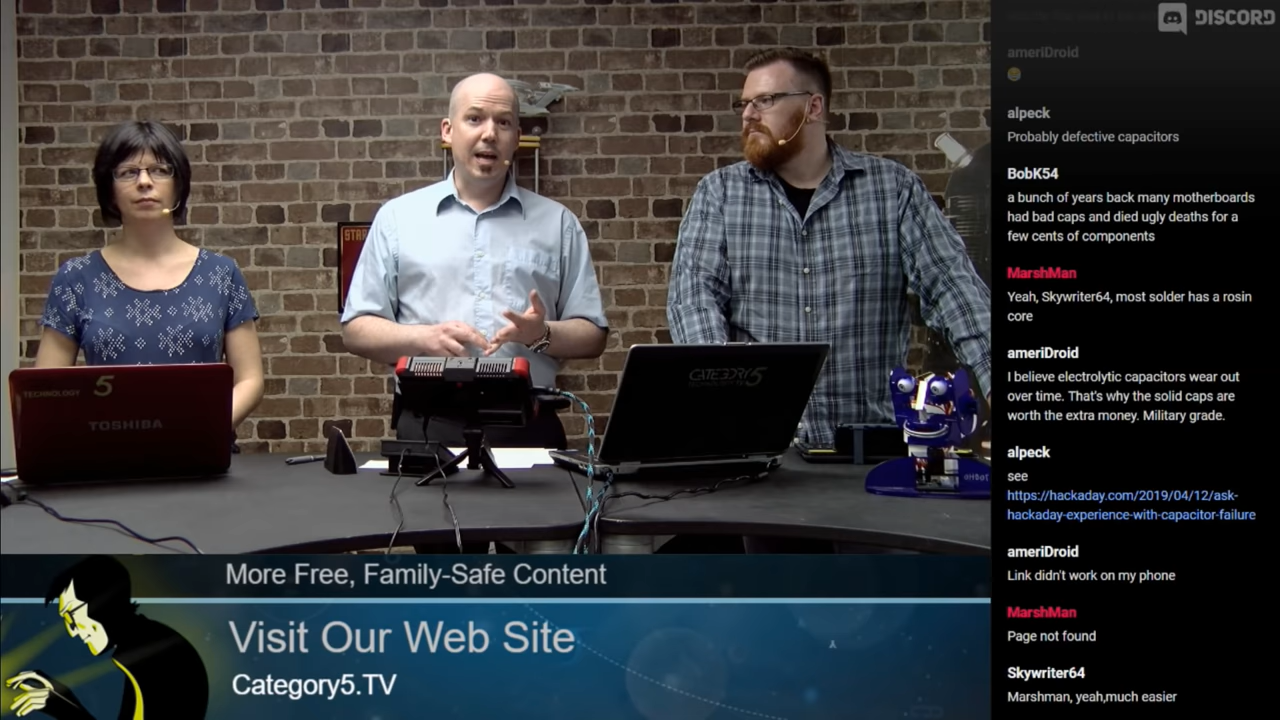 DISCORD
ameriDroid
alpeck
Probably defective capacitors
BobK54
a bunch of years back many motherboards
had bad caps and died ugly deaths for a
few cents of components
MarshMan
Yeah, Skywriter64, most solder has a rosin
core
ameriDroid
I believe electrolytic capacitors wear out
over time. That's why the solid caps are
worth the extra money. Military grade.
alpeck
see
https://hackaday.com/2019/04/12/ask-
hackaday-experience-with-capacitor-failure
ameriDroid
Link didn't work on my phone
MarshMan
Page not found
Skywriter64
Marshman, yeah,much easier
STAR
TECHNOLOGY 5
TOSHIBA
CATEGORY5
More Free, Family-Safe Content
Visit Our Web Site
Category5.TV